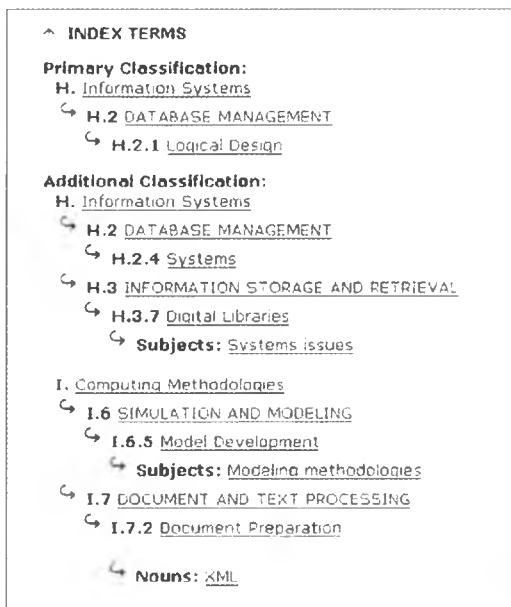 ^ INDEX TERMS
Primary Classification:
H. Information Systems
↳ H.2 DATABASE MANAGEMENT
↳ H.2.1 Logical Design
Additional Classification:
H. Information Systems
↳ H.2 DATABASE MANAGEMENT
↳ H.2.4 Systems
↳ H.3 INFORMATION STORAGE AND RETRIEVAL
↳ H.3.7 Digital Libraries
↳ Subjects: Systems issues
I. Computing Methodologies
↳ I.6 SIMULATION AND MODELING
↳ I.6.5 Model Development
↳ Subjects: Modeling methodologies
↳ I.7 DOCUMENT AND TEXT PROCESSING
↳ I.7.2 Document Preparation
↳ Nouns: XML